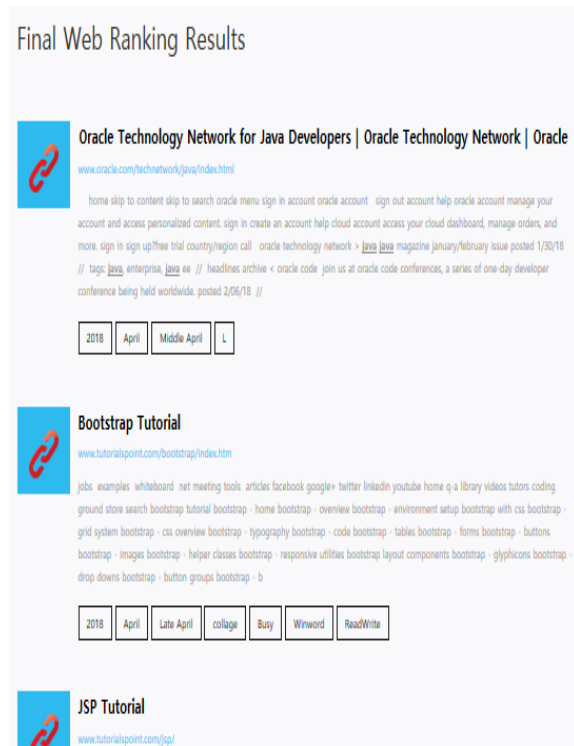 Final Web Ranking Results
Oracle Technology Network for Java Developers | Oracle Technology Network | Oracle
www.oracle.com/technetwork/java/index.html
home skip to content skip to search oracle menu sign in account oracle account sign out account help oracle account manage your
account and access personalized content. sign in create an account help cloud account access your cloud dashboard, manage orders, and
more. sign in sign up?free trial country/region call oracle technology network > java java magazine january/february issue posted 1/30/18
// tags: java, enterprise, java ee // headlines archive < oracle code join us at oracle code conferences, a series of one-day developer
conference being held worldwide. posted 2/06/18 //
2018 April Middle April L
Bootstrap Tutorial
www.tutorialspoint.com/bootstrap/index.htm
jobs examples whiteboard net meeting tools articles facebook google+ twitter linkedin youtube home q-a library videos tutors coding
ground store search bootstrap tutorial bootstrap - home bootstrap - overview bootstrap - environment setup bootstrap with css bootstrap -
grid system bootstrap - css overview bootstrap - typography bootstrap - code bootstrap - tables bootstrap - forms bootstrap - buttons
bootstrap - images bootstrap - helper classes bootstrap - responsive utilities bootstrap layout components bootstrap - glyphicons bootstrap -
drop downs bootstrap - button groups bootstrap - b
2018 April Late April collage Busy Winword ReadWrite
JSP Tutorial
www.tutorialspoint.com/jsp/